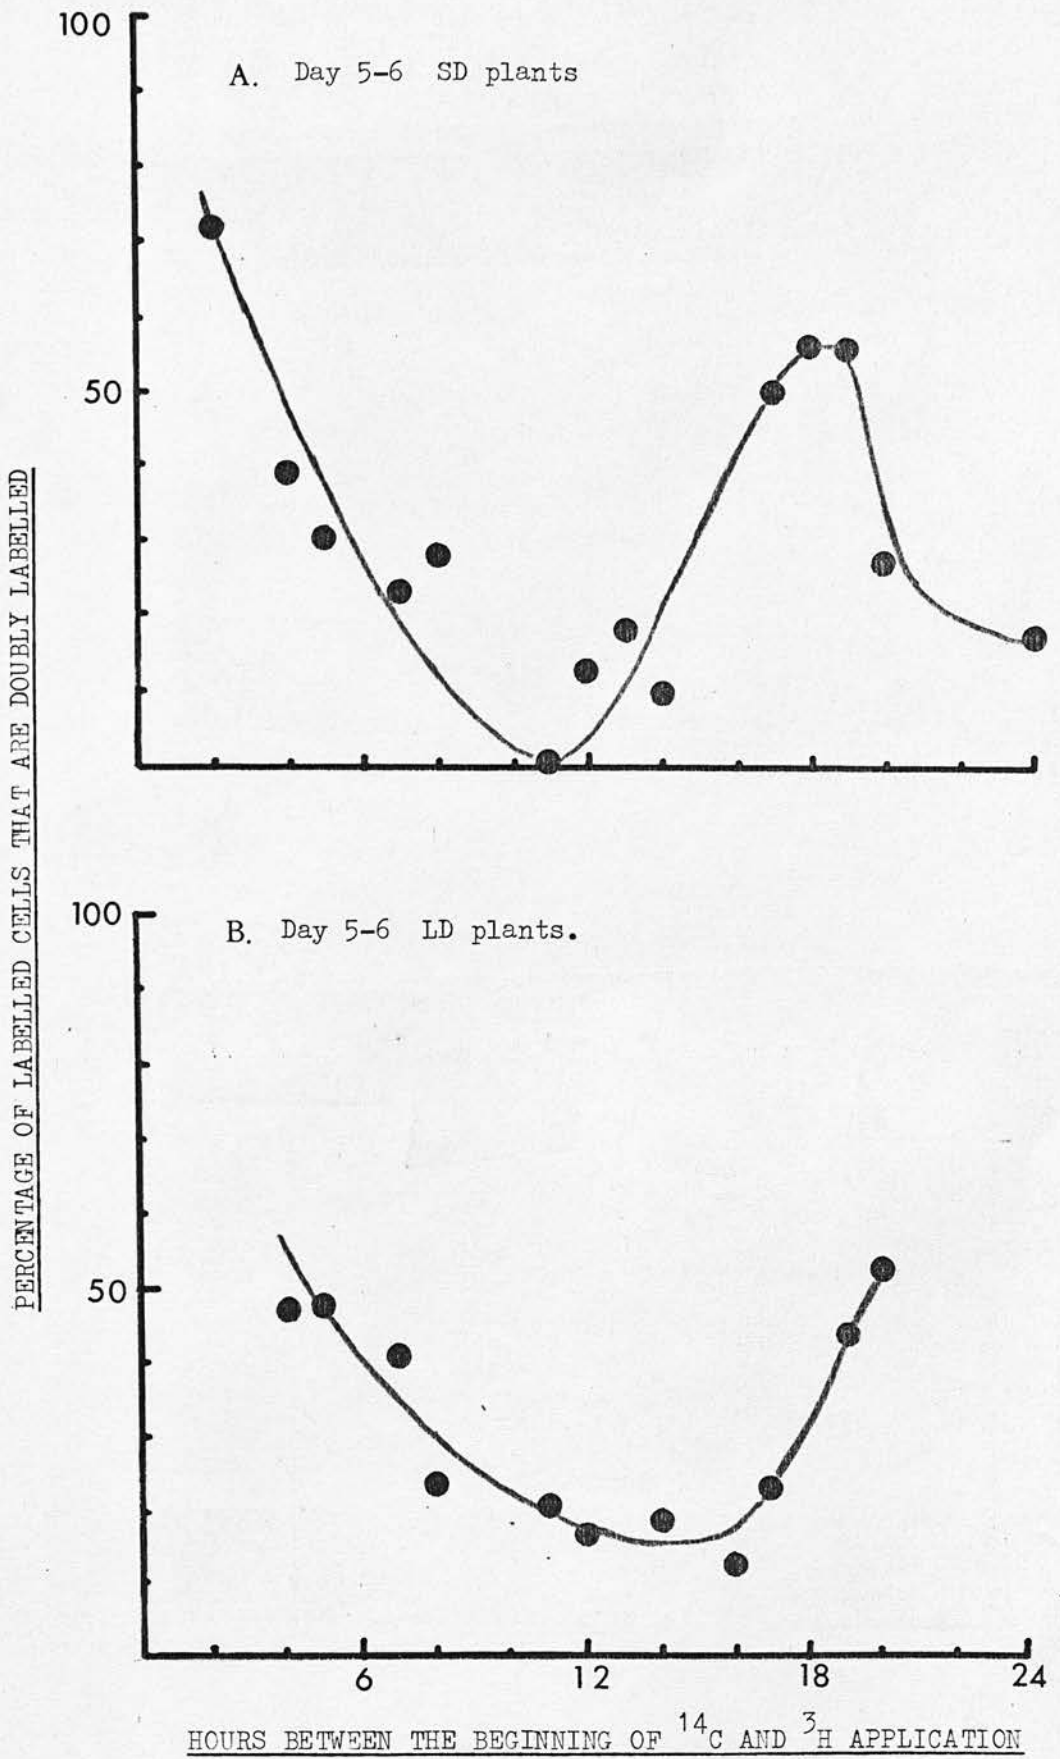 100
A. Day 5-6 SD plants
50
PERCENTAGE OF LABELLED CELLS THAT ARE DOUBLY LABELLED
100
B. Day 5-6 LD plants.
50
6 12 18 24
HOURS BETWEEN THE BEGINNING OF ¹⁴C AND ³H APPLICATION